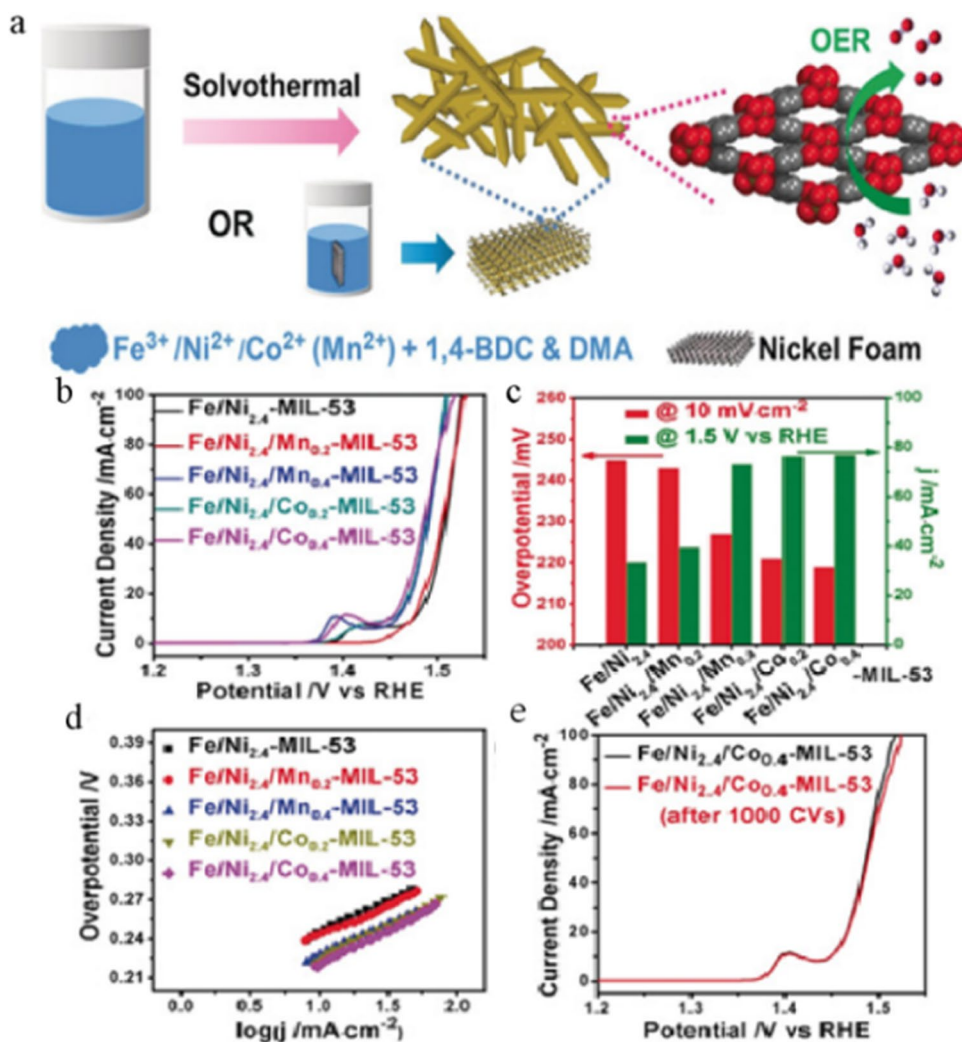 a
OER
Solvothermal
OR
Fe³⁺/Ni²⁺/Co²⁺ (Mn²⁺) + 1,4-BDC & DMA
Nickel Foam
b
100
80
60
40
20
0
Current Density /mA·cm⁻²
Fe/Ni₂.₄-MIL-53
Fe/Ni₂.₄/Mn₀.₂-MIL-53
Fe/Ni₂.₄/Mn₀.₄-MIL-53
Fe/Ni₂.₄/Co₀.₂-MIL-53
Fe/Ni₂.₄/Co₀.₄-MIL-53
1.2 1.3 1.4 1.5
Potential /V vs RHE
c
260
250
240
230
220
210
200
Overpotential /mV
@ 10 mV·cm⁻²
@ 1.5 V vs RHE
100
80
60
40
20
0
j /mA·cm⁻²
Fe/Ni₂.₄
Fe/Ni₂.₄/Mn₀.₂
Fe/Ni₂.₄/Mn₀.₄
Fe/Ni₂.₄/Co₀.₂
Fe/Ni₂.₄/Co₀.₄
-MIL-53
d
0.39
0.36
0.33
0.30
0.27
0.24
0.21
Overpotential /V
Fe/Ni₂.₄-MIL-53
Fe/Ni₂.₄/Mn₀.₂-MIL-53
Fe/Ni₂.₄/Mn₀.₄-MIL-53
Fe/Ni₂.₄/Co₀.₂-MIL-53
Fe/Ni₂.₄/Co₀.₄-MIL-53
0.0 0.5 1.0 1.5 2.0
log(j /mA·cm⁻²)
e
100
80
60
40
20
0
Current Density /mA·cm⁻²
Fe/Ni₂.₄/Co₀.₄-MIL-53
Fe/Ni₂.₄/Co₀.₄-MIL-53
(after 1000 CVs)
1.2 1.3 1.4 1.5
Potential /V vs RHE